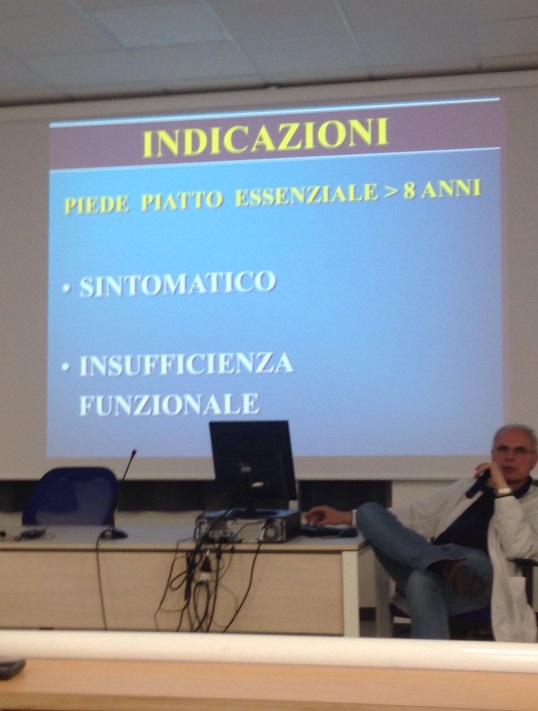 INDICAZIONI
PIEDE PIATTO ESSENZIALE > 8 ANNI
• SINTOMATICO
• INSUFFICIENZA
FUNZIONALE